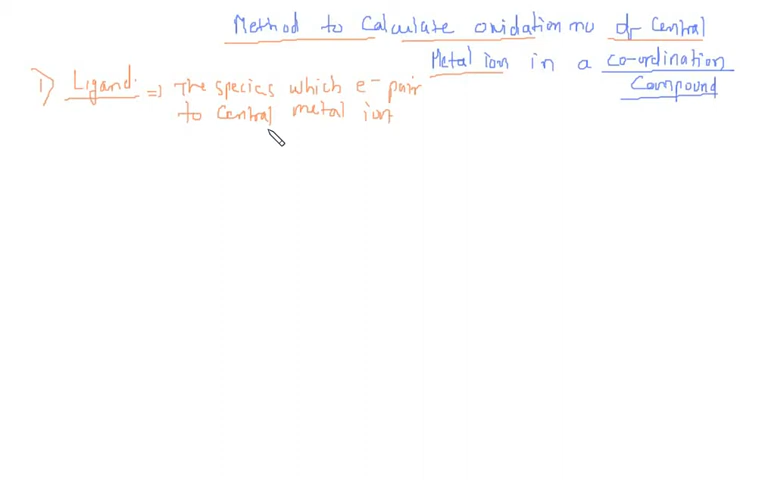 Method to Calculate oxidation no of Central
Metal ion in a co-ordination
Compound
1) Ligand. => The species which e- pair
to Central metal ion